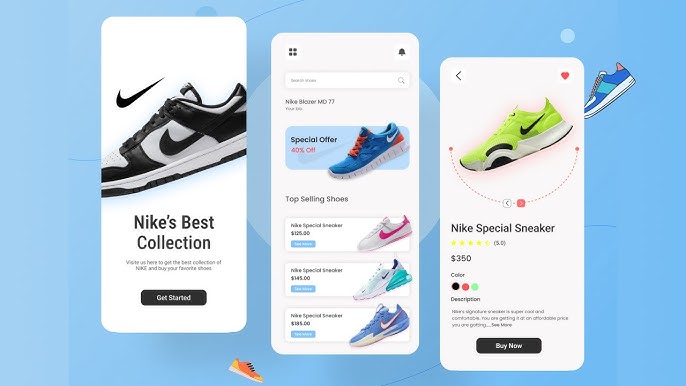 Nike's Best
Collection
Visite us here to get the best collection of
NIKE and buy your favorite shoes
Get Started
Search shoes
Nike Blazer MD 77
Special Offer
40% Off
Top Selling Shoes
Nike Special Sneaker
$125.00
See More
Nike Special Sneaker
$145.00
See More
Nike Special Sneaker
$185.00
See More
Nike Special Sneaker
(5.0)
$350
Color
Description
Nike's signature sneaker is super cool and
comfortable. You are getting it at an affordable price
you are gotting.....See More
Buy Now